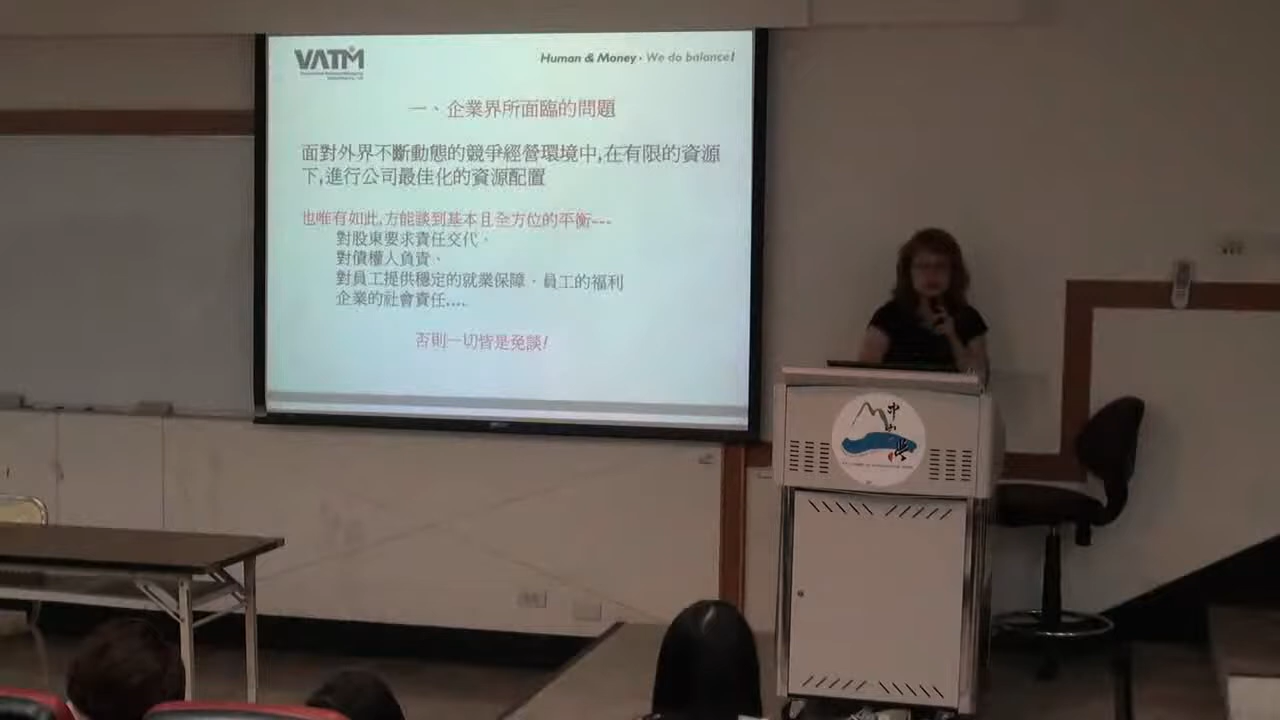 VATM
Human & Money · We do balance!
一、企業界所面臨的問題
面對外界不斷動態的競爭經營環境中,在有限的資源
下,進行公司最佳化的資源配置
也唯有如此,方能談到基本且全方位的平衡---
對股東要求責任交代、
對債權人負責、
對員工提供穩定的就業保障、員工的福利
企業的社會責任....
否則一切皆是免談!